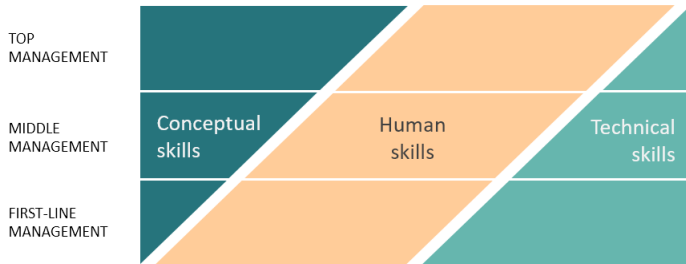 TOP
MANAGEMENT
MIDDLE
MANAGEMENT
Conceptual
skills
Human
skills
Technical
skills
FIRST-LINE
MANAGEMENT